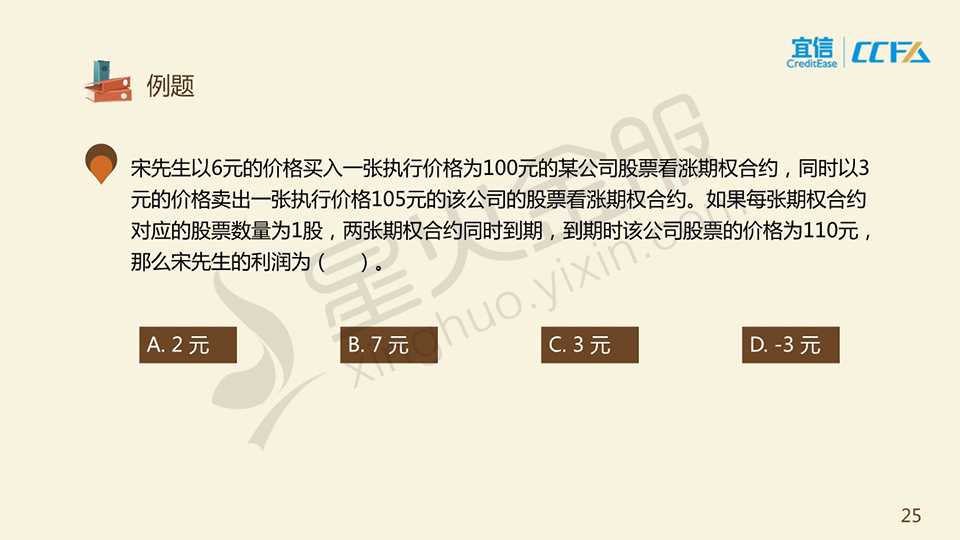 宜信 CCFA
CreditEase
例题
宋先生以6元的价格买入一张执行价格为100元的某公司股票看涨期权合约，同时以3
元的价格卖出一张执行价格105元的该公司的股票看涨期权合约。如果每张期权合约
对应的股票数量为1股，两张期权合约同时到期，到期时该公司股票的价格为110元，
那么宋先生的利润为（ ）。
A. 2 元
B. 7 元
C. 3 元
D. -3 元
星火金服
xinghuo.yixin.com
25